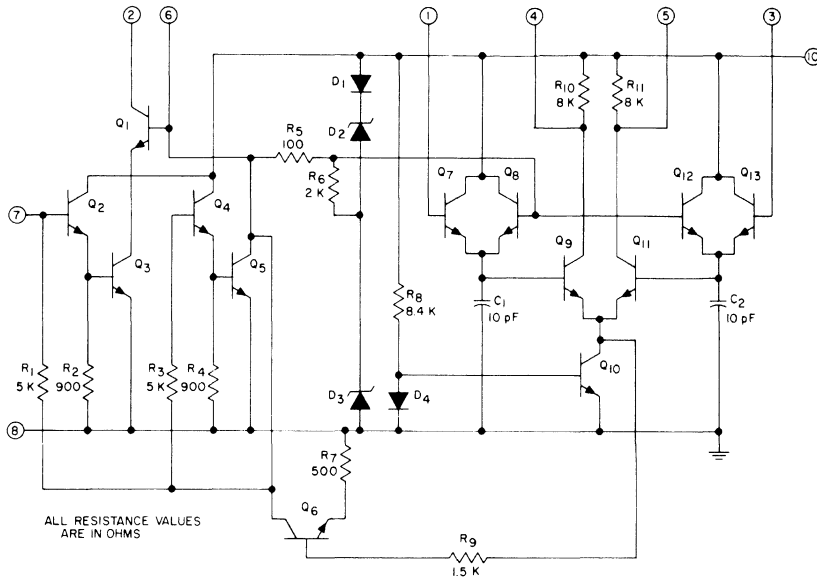 2 6 1 4 5 3
10
D1
R10
8 K
R11
8 K
Q1
D2
R5
100
R6
2 K
Q7
Q8
Q12
Q13
Q2
Q4
7
Q3
Q5
Q9
Q11
R8
8.4 K
C1
10 pF
C2
10 pF
R1
5 K
R2
900
R3
5 K
R4
900
D3
D4
Q10
8
R7
500
Q6
ALL RESISTANCE VALUES
ARE IN OHMS
R9
1.5 K